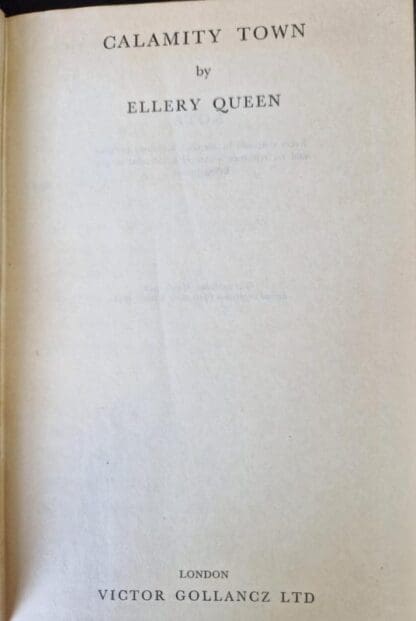 CALAMITY TOWN
by
ELLERY QUEEN
LONDON
VICTOR GOLLANCZ LTD